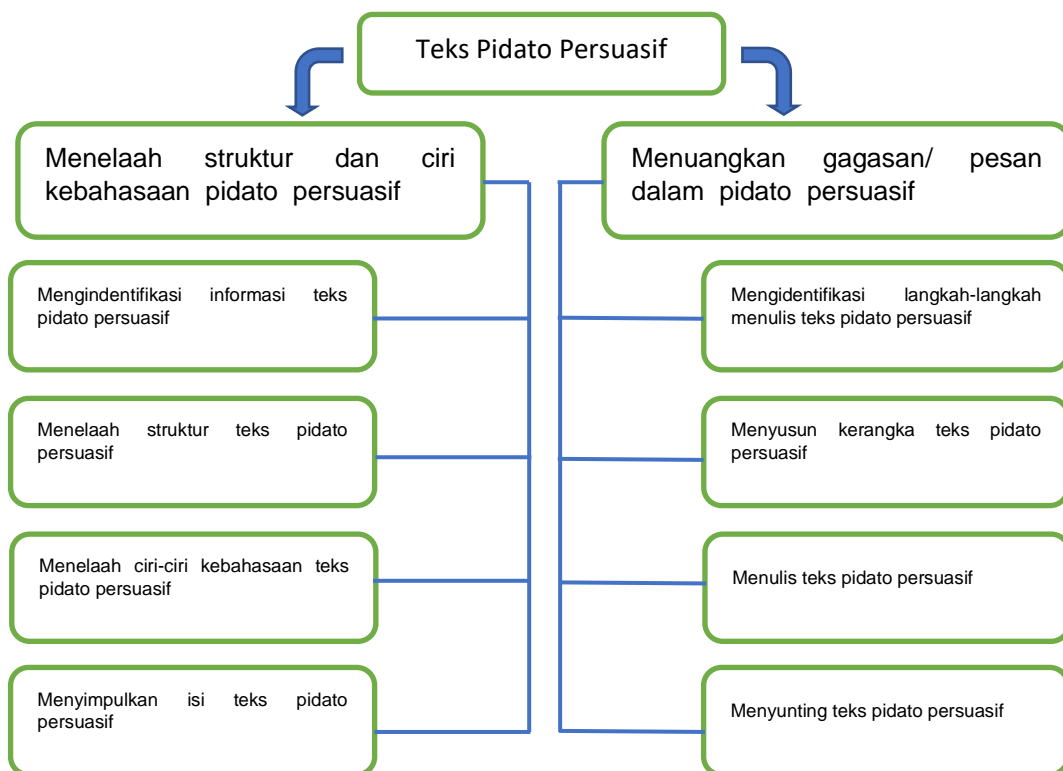 Teks Pidato Persuasif
Menelaah struktur dan ciri
kebahasaan pidato persuasif
Menuangkan gagasan/ pesan
dalam pidato persuasif
Mengindentifikasi informasi teks
pidato persuasif
Mengidentifikasi langkah-langkah
menulis teks pidato persuasif
Menelaah struktur teks pidato
persuasif
Menyusun kerangka teks pidato
persuasif
Menelaah ciri-ciri kebahasaan teks
pidato persuasif
Menulis teks pidato persuasif
Menyimpulkan isi teks pidato
persuasif
Menyunting teks pidato persuasif